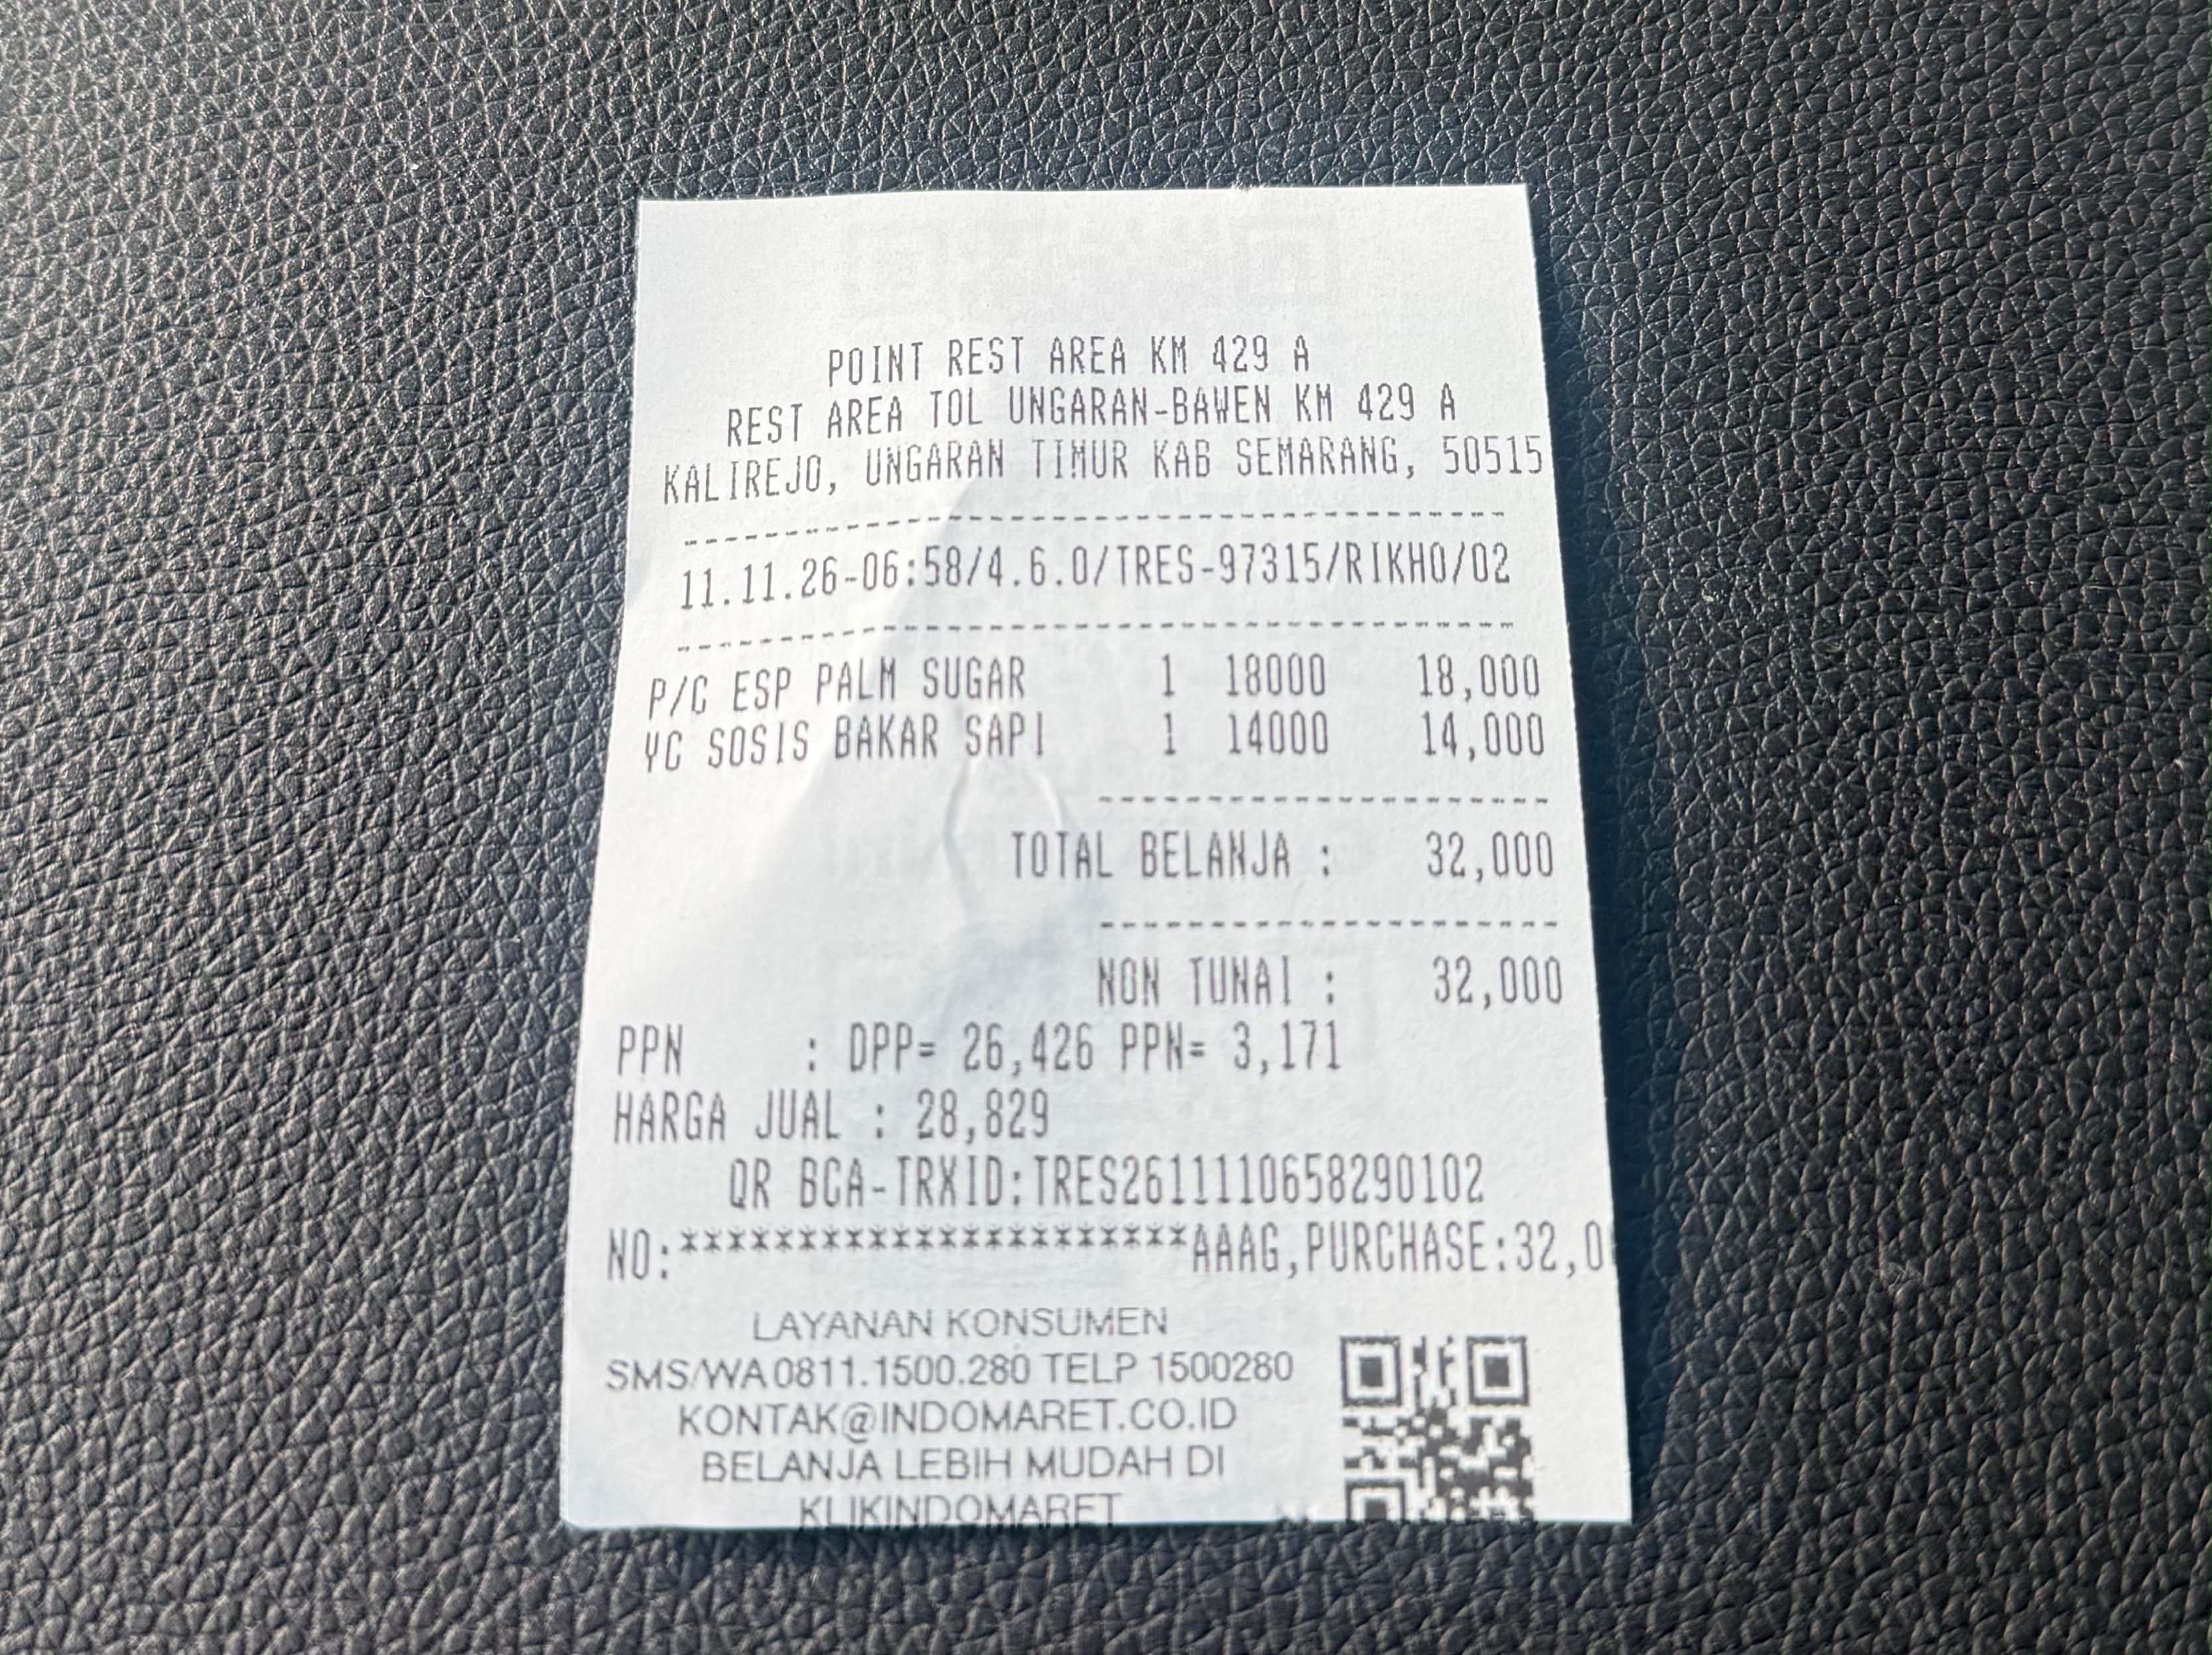 POINT REST AREA KM 429 A
REST AREA TOL UNGARAN-BAWEN KM 429 A
KALIREJO, UNGARAN TIMUR KAB SEMARANG, 50515
------------------------------------
11.11.26-06:58/4.6.0/TRES-97315/RIKHO/02
------------------------------------
P/C ESP PALM SUGAR 1 18000 18,000
YC SOSIS BAKAR SAPI 1 14000 14,000
-------------------
TOTAL BELANJA : 32,000
-------------------
NON TUNAI : 32,000
PPN : DPP= 26,426 PPN= 3,171
HARGA JUAL : 28,829
QR BCA-TRXID:TRES2611110658290102
NO:**********************AAAG,PURCHASE:32,0
LAYANAN KONSUMEN
SMS/WA 0811.1500.280 TELP 1500280
KONTAK@INDOMARET.CO.ID
BELANJA LEBIH MUDAH DI
KLIKINDOMARET